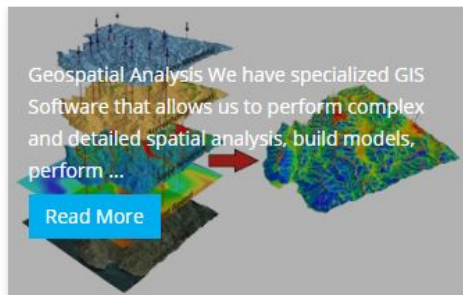 Geospatial Analysis We have specialized GIS
Software that allows us to perform complex
and detailed spatial analysis, build models,
perform ...
Read More